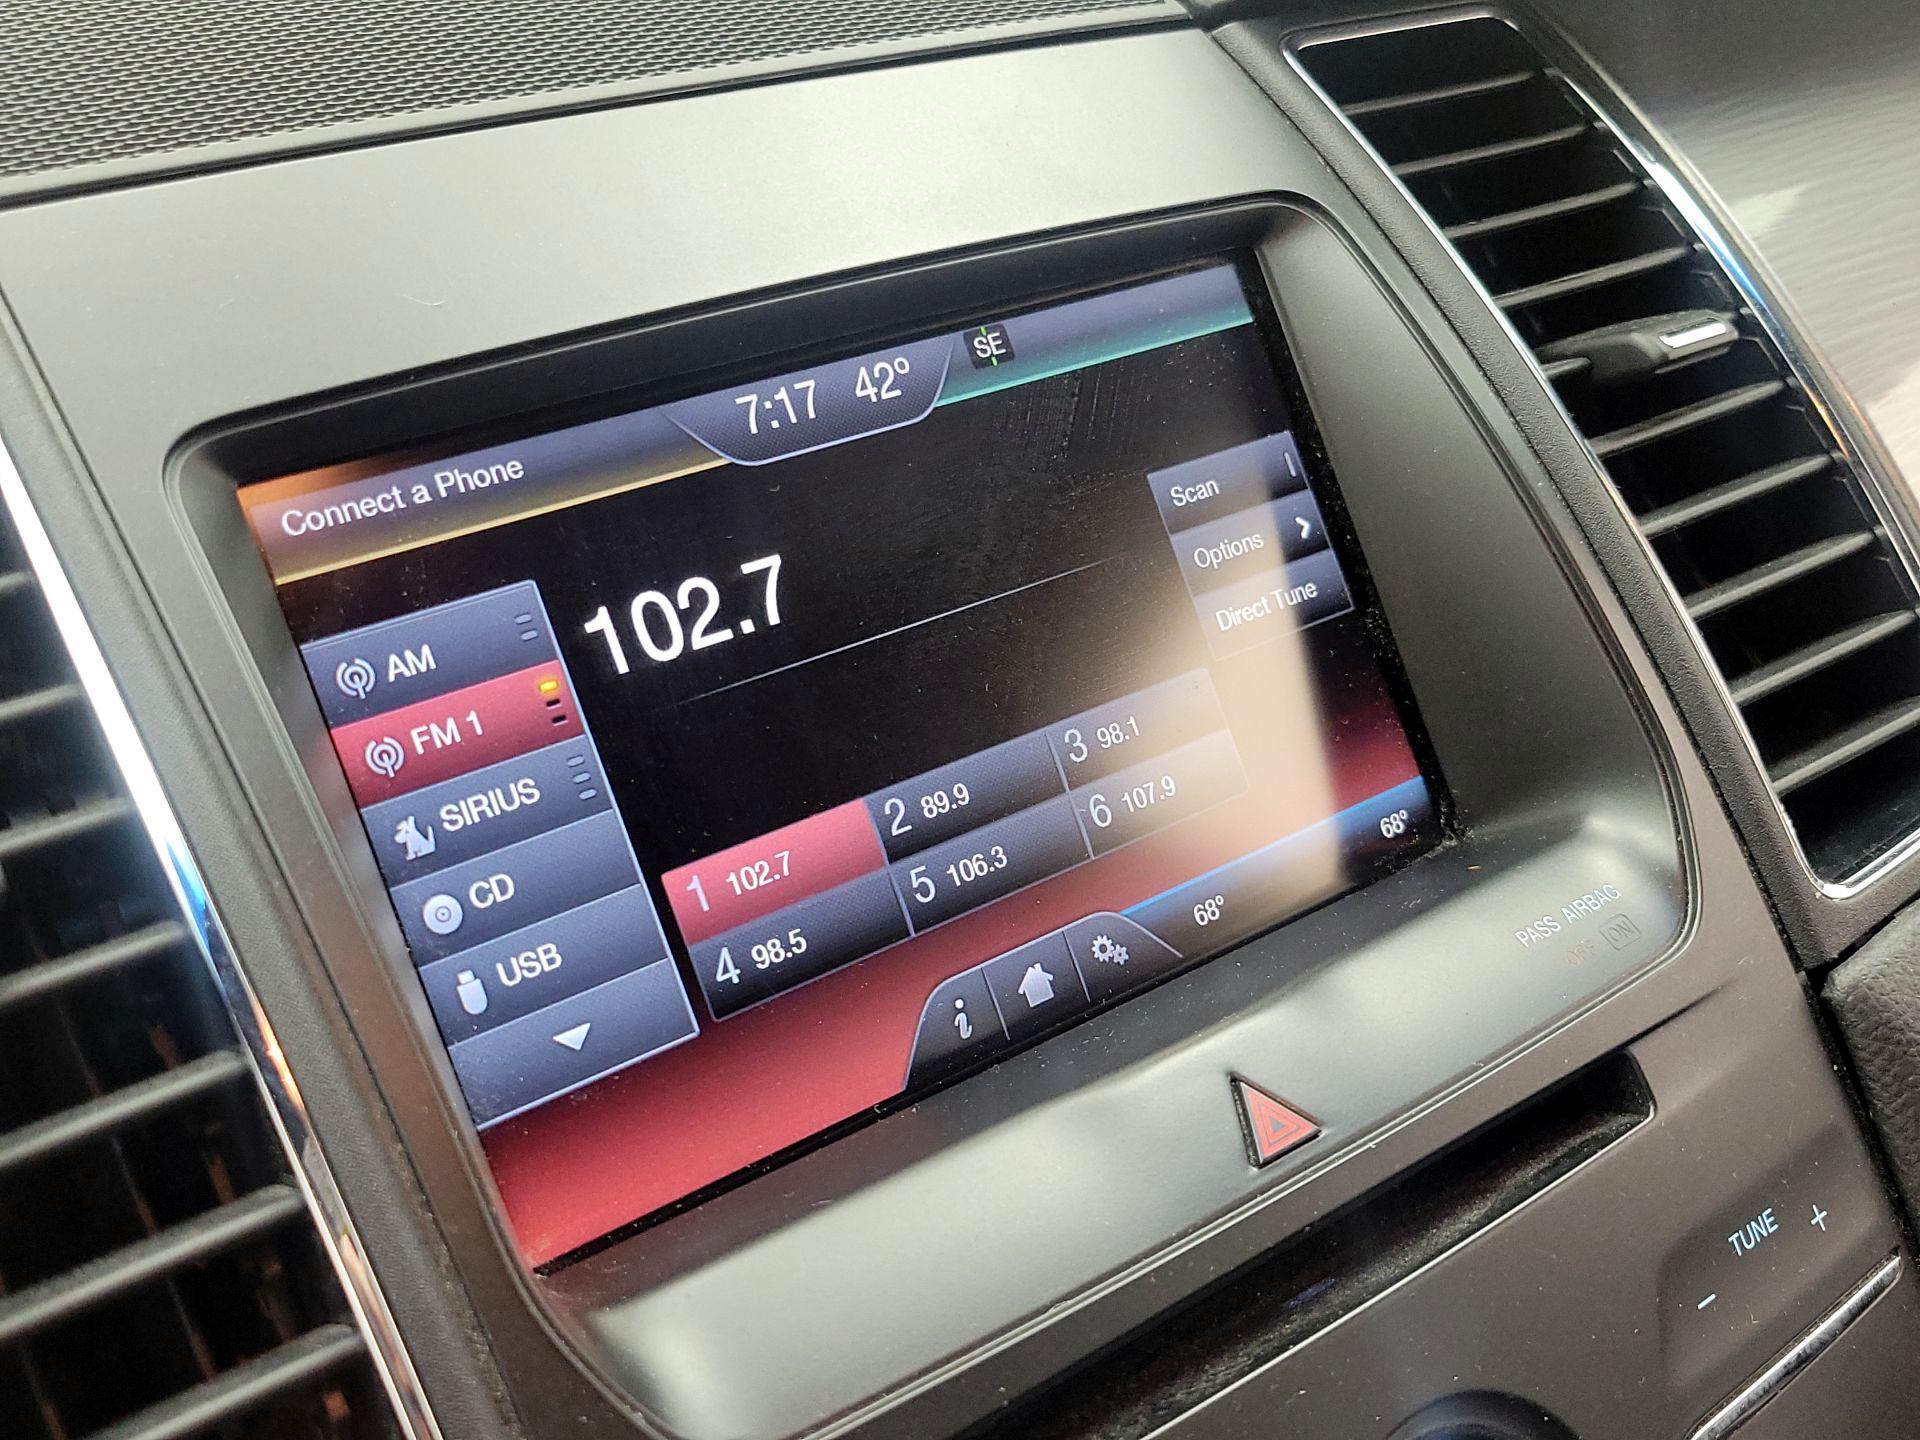 7:17 42° SE
Connect a Phone
Scan
Options
Direct Tune
102.7
AM
FM 1
SIRIUS
CD
USB
1 102.7
2 89.9
3 98.1
4 98.5
5 106.3
6 107.9
i
68°
68°
PASS AIRBAG
OFF ON
TUNE +
-